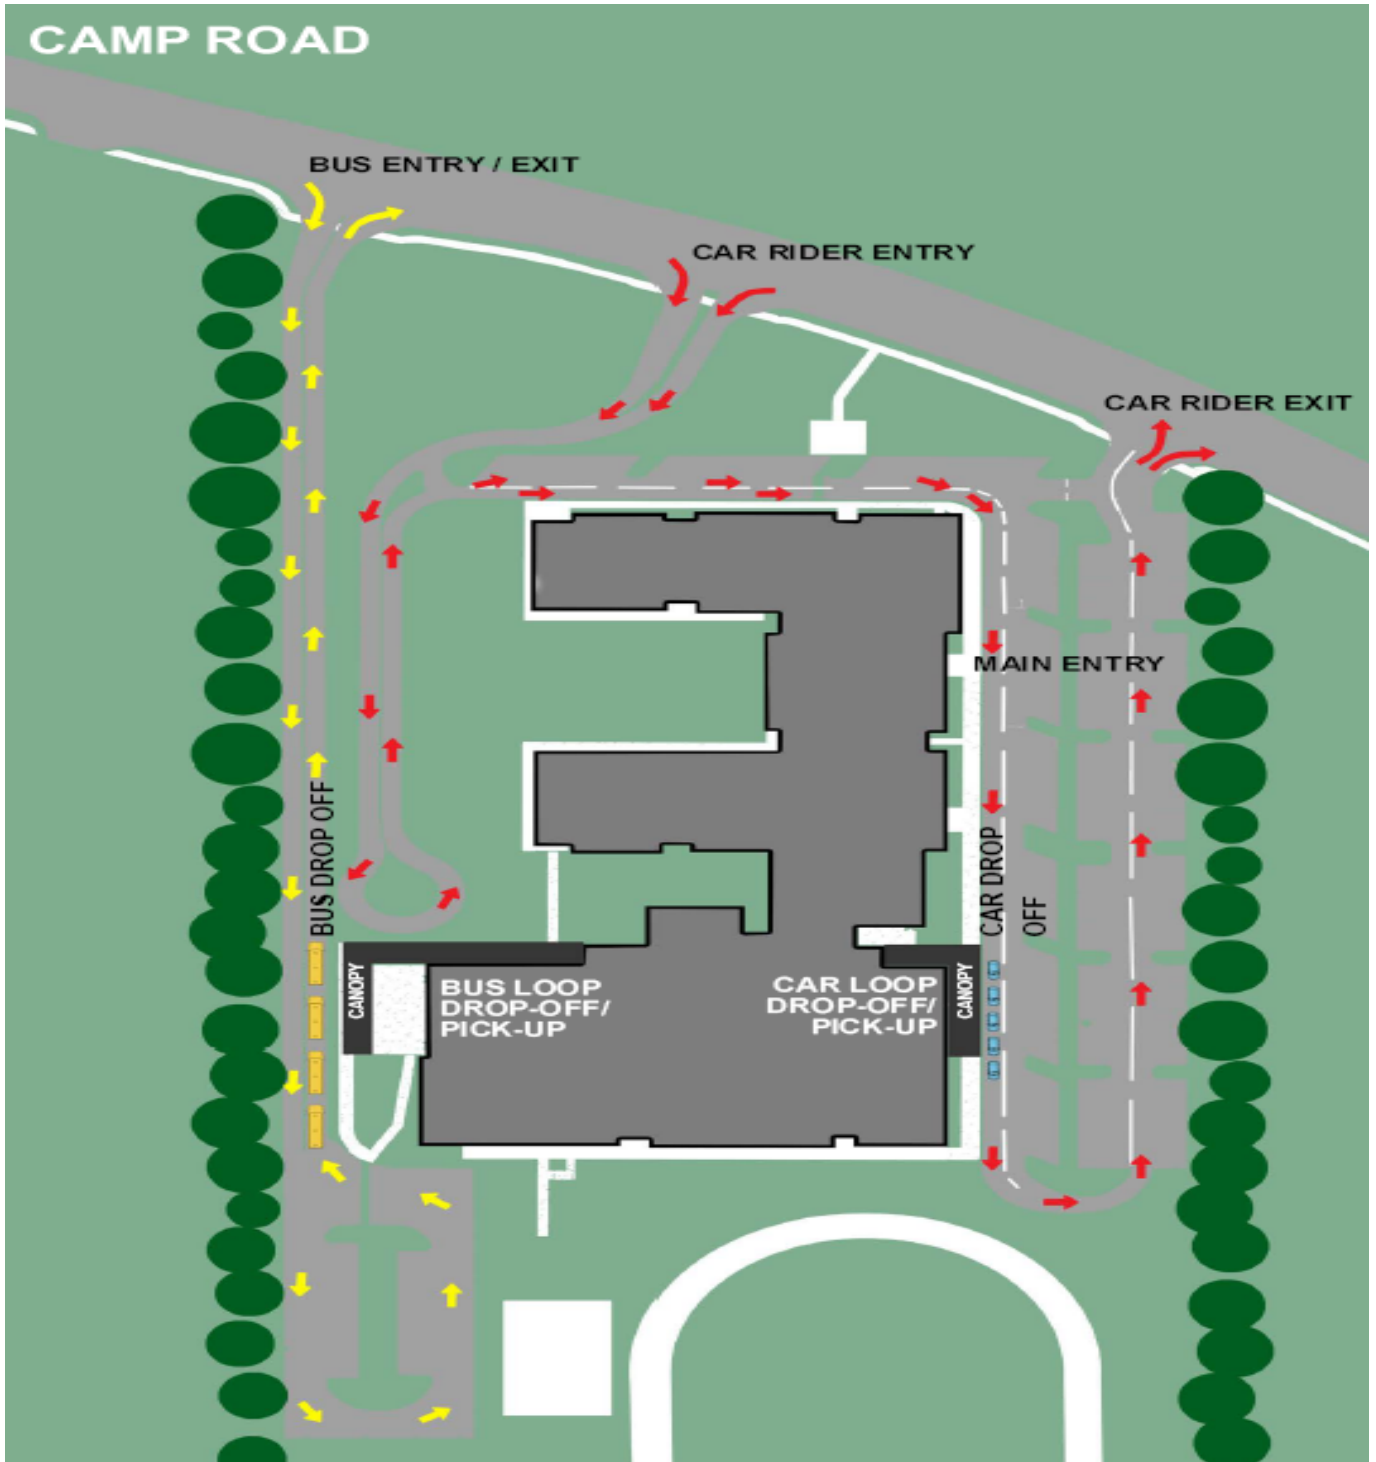 CAMP ROAD
BUS ENTRY / EXIT
CAR RIDER ENTRY
CAR RIDER EXIT
MAIN ENTRY
BUS DROP OFF
CAR DROP
OFF
CANOPY
BUS LOOP
DROP-OFF/
PICK-UP
CAR LOOP
DROP-OFF/
PICK-UP
CANOPY